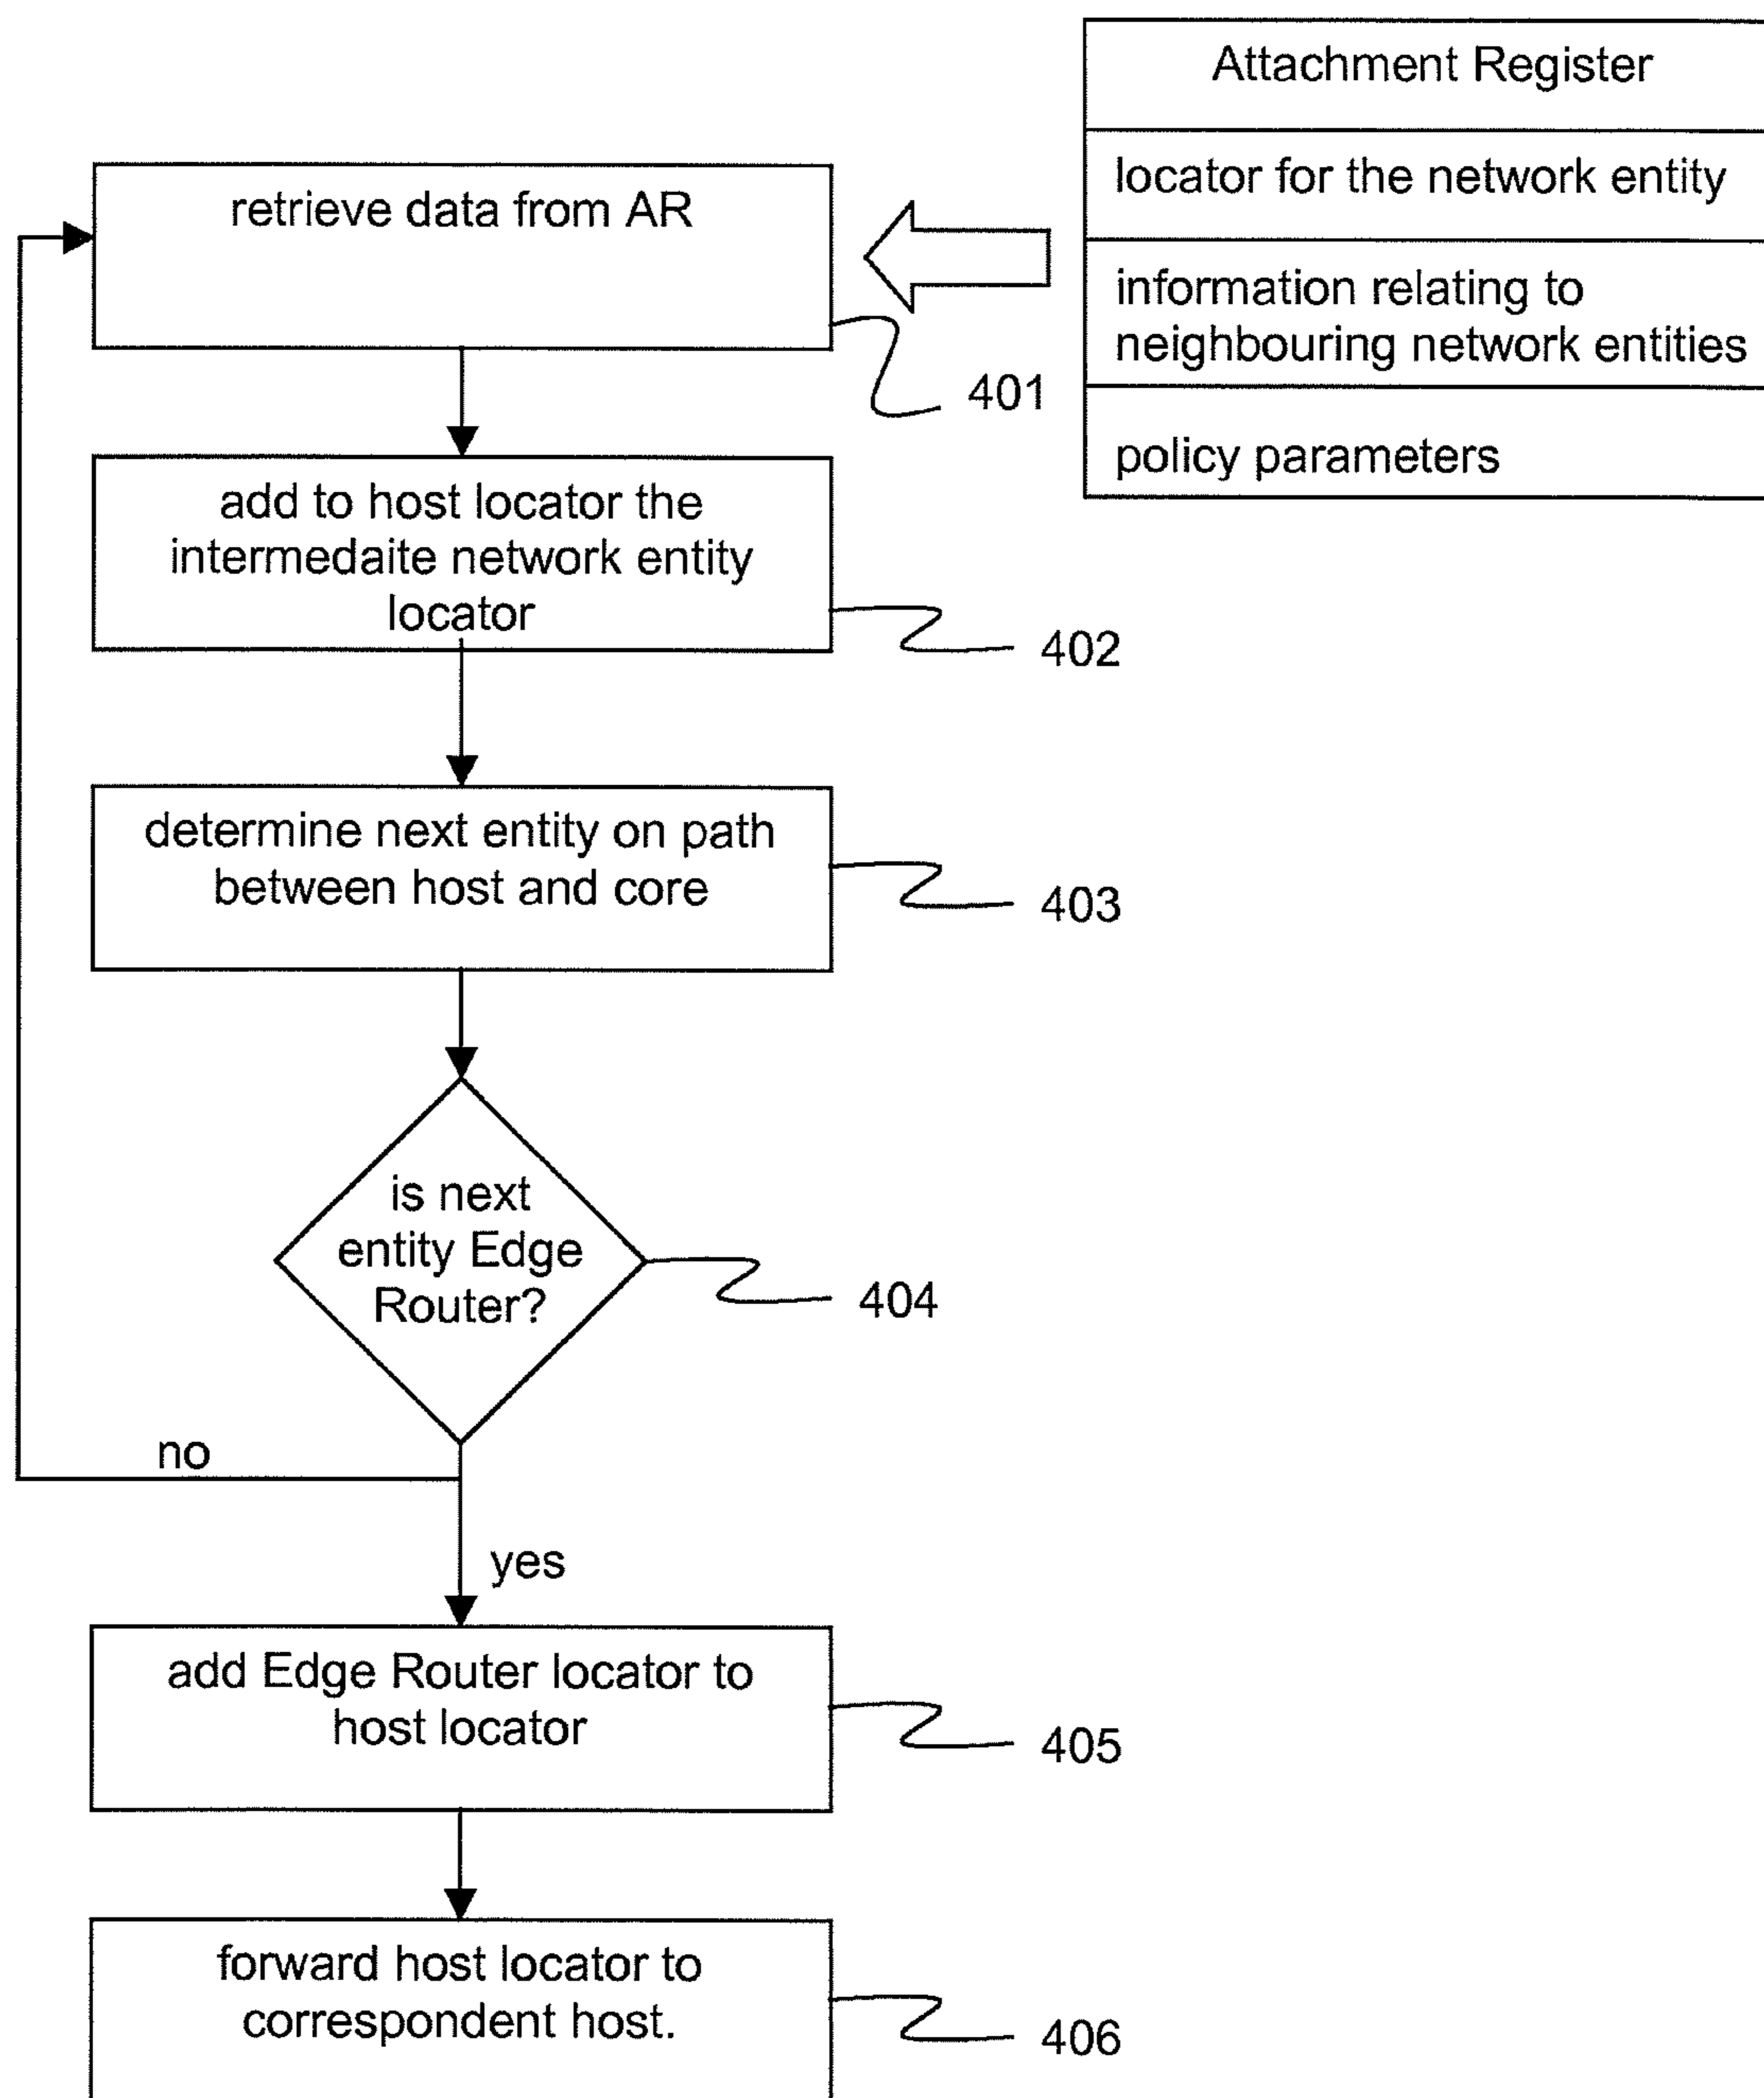 Attachment Register
locator for the network entity
information relating to
neighbouring network entities
policy parameters
retrieve data from AR
401
add to host locator the
intermedaite network entity
locator
402
determine next entity on path
between host and core
403
is next
entity Edge
Router?
404
no
yes
add Edge Router locator to
host locator
405
forward host locator to
correspondent host.
406